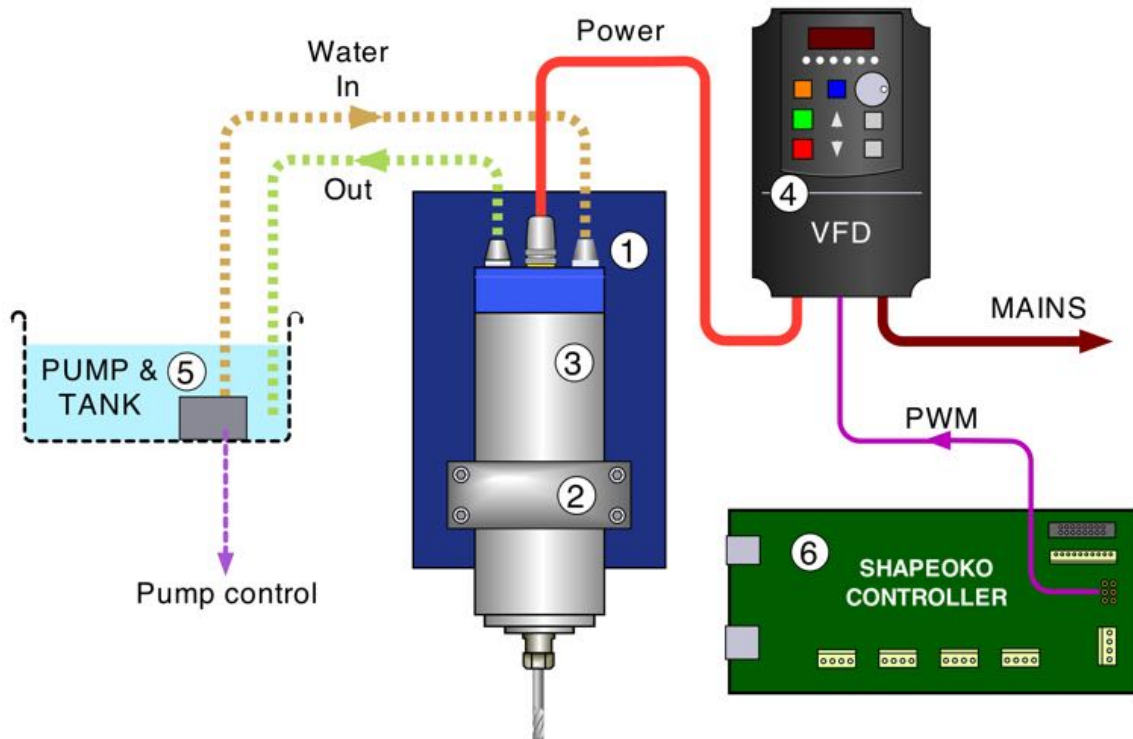 Water
In
Out
Power
1
4
VFD
MAINS
PUMP &
TANK
5
3
2
PWM
Pump control
6
SHAPEOKO
CONTROLLER